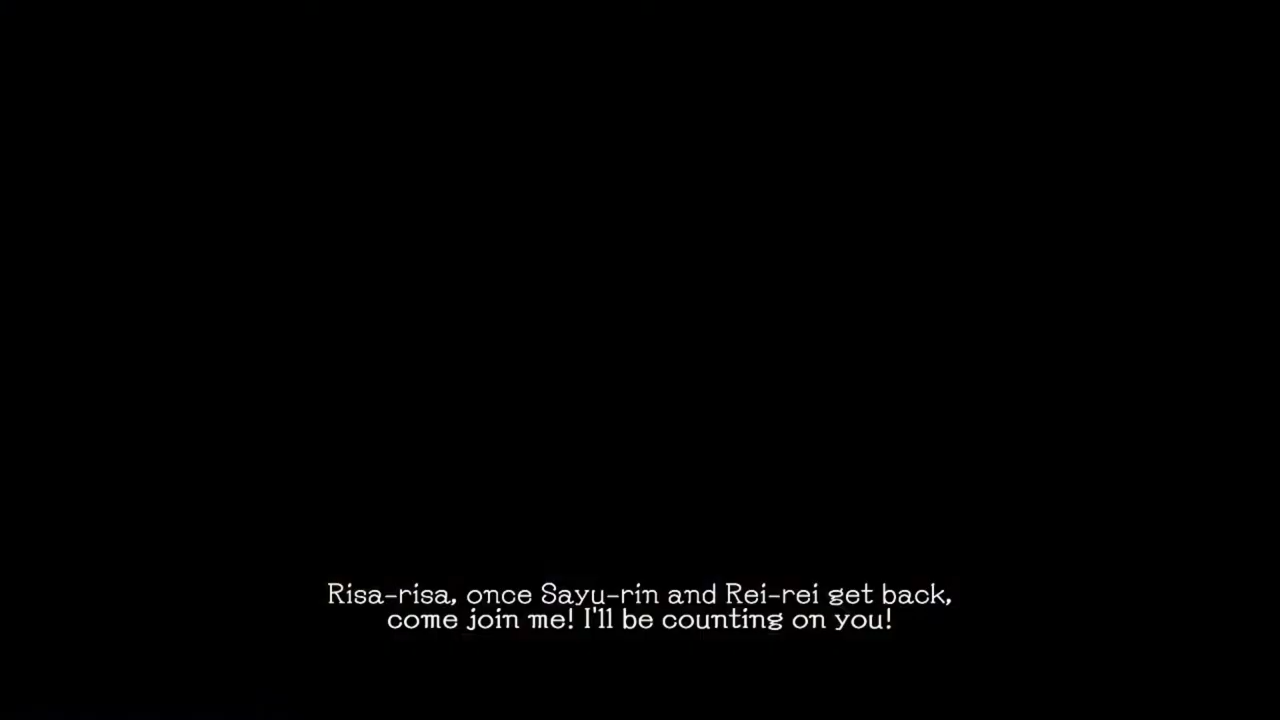 Risa-risa, once Sayu-rin and Rei-rei get back,
come join me! I'll be counting on you!